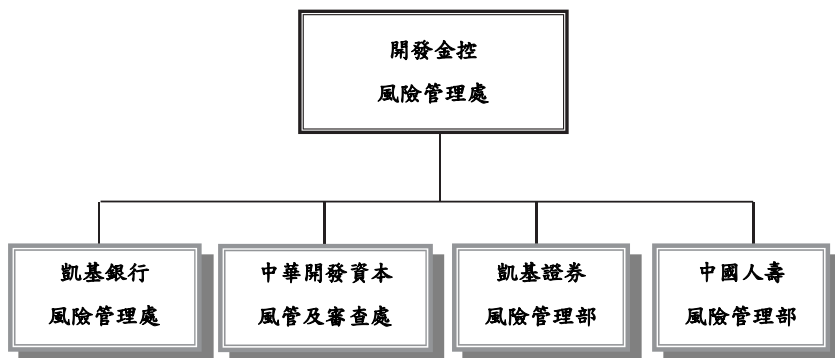 開發金控
風險管理處
凱基銀行
風險管理處
中華開發資本
風管及審查處
凱基證券
風險管理部
中國人壽
風險管理部